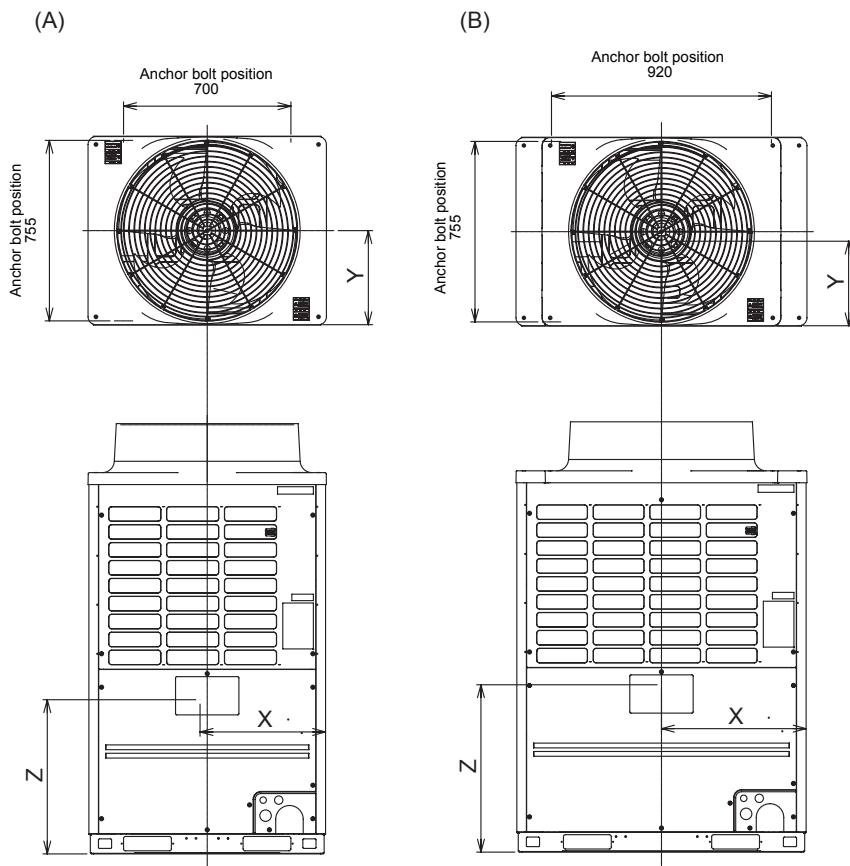 (A)
(B)
Anchor bolt position
700
Anchor bolt position
920
Anchor bolt position
755
Anchor bolt position
755
Y
Y
X
X
Z
Z